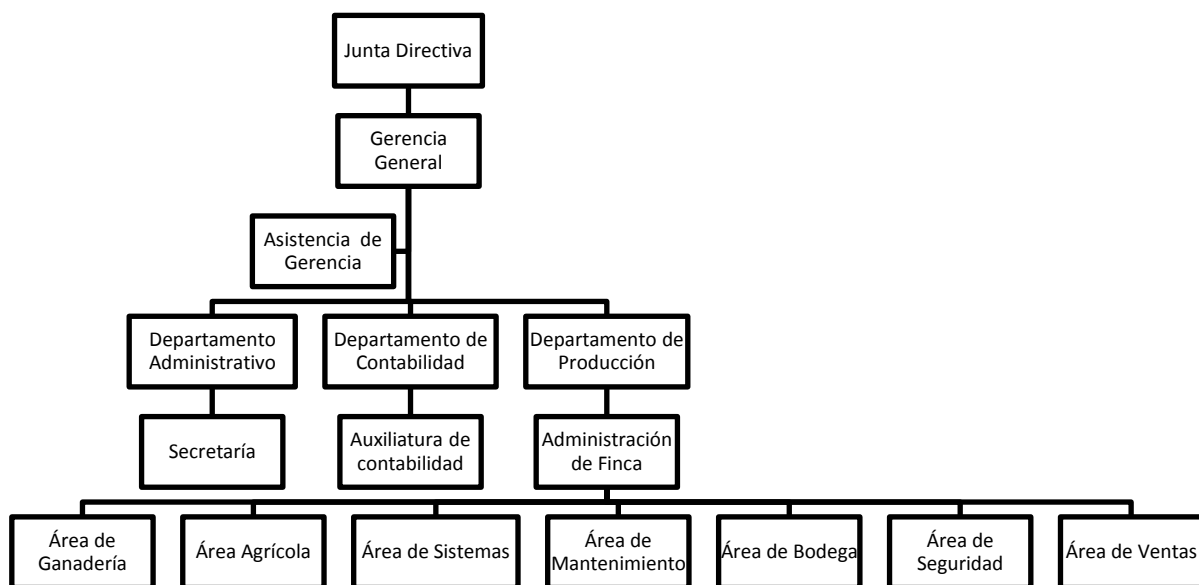 Junta Directiva
Gerencia
General
Asistencia de
Gerencia
Departamento
Administrativo
Departamento de
Contabilidad
Departamento de
Producción
Secretaría
Auxiliatura de
contabilidad
Administración
de Finca
Área de
Ganadería
Área Agrícola
Área de Sistemas
Área de
Mantenimiento
Área de Bodega
Área de
Seguridad
Área de Ventas